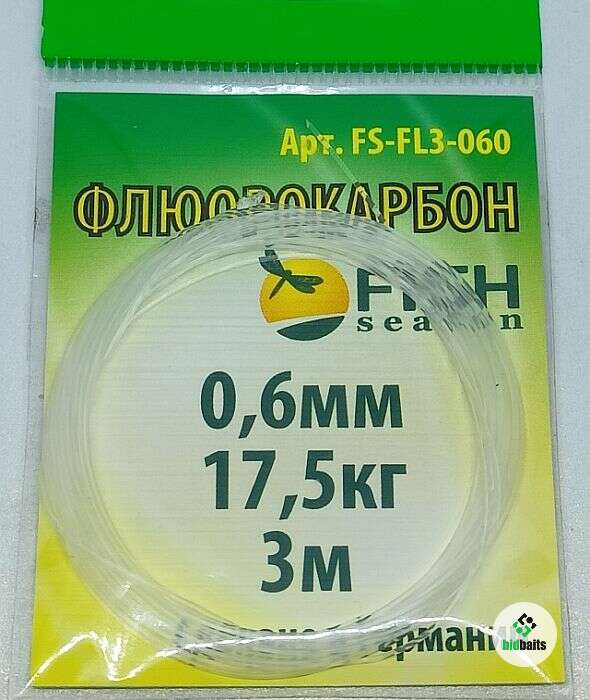 Арт. FS-FL3-060
ФЛЮОРОКАРБОН
FISH
season
0,6мм
17,5кг
3м
bidbaits